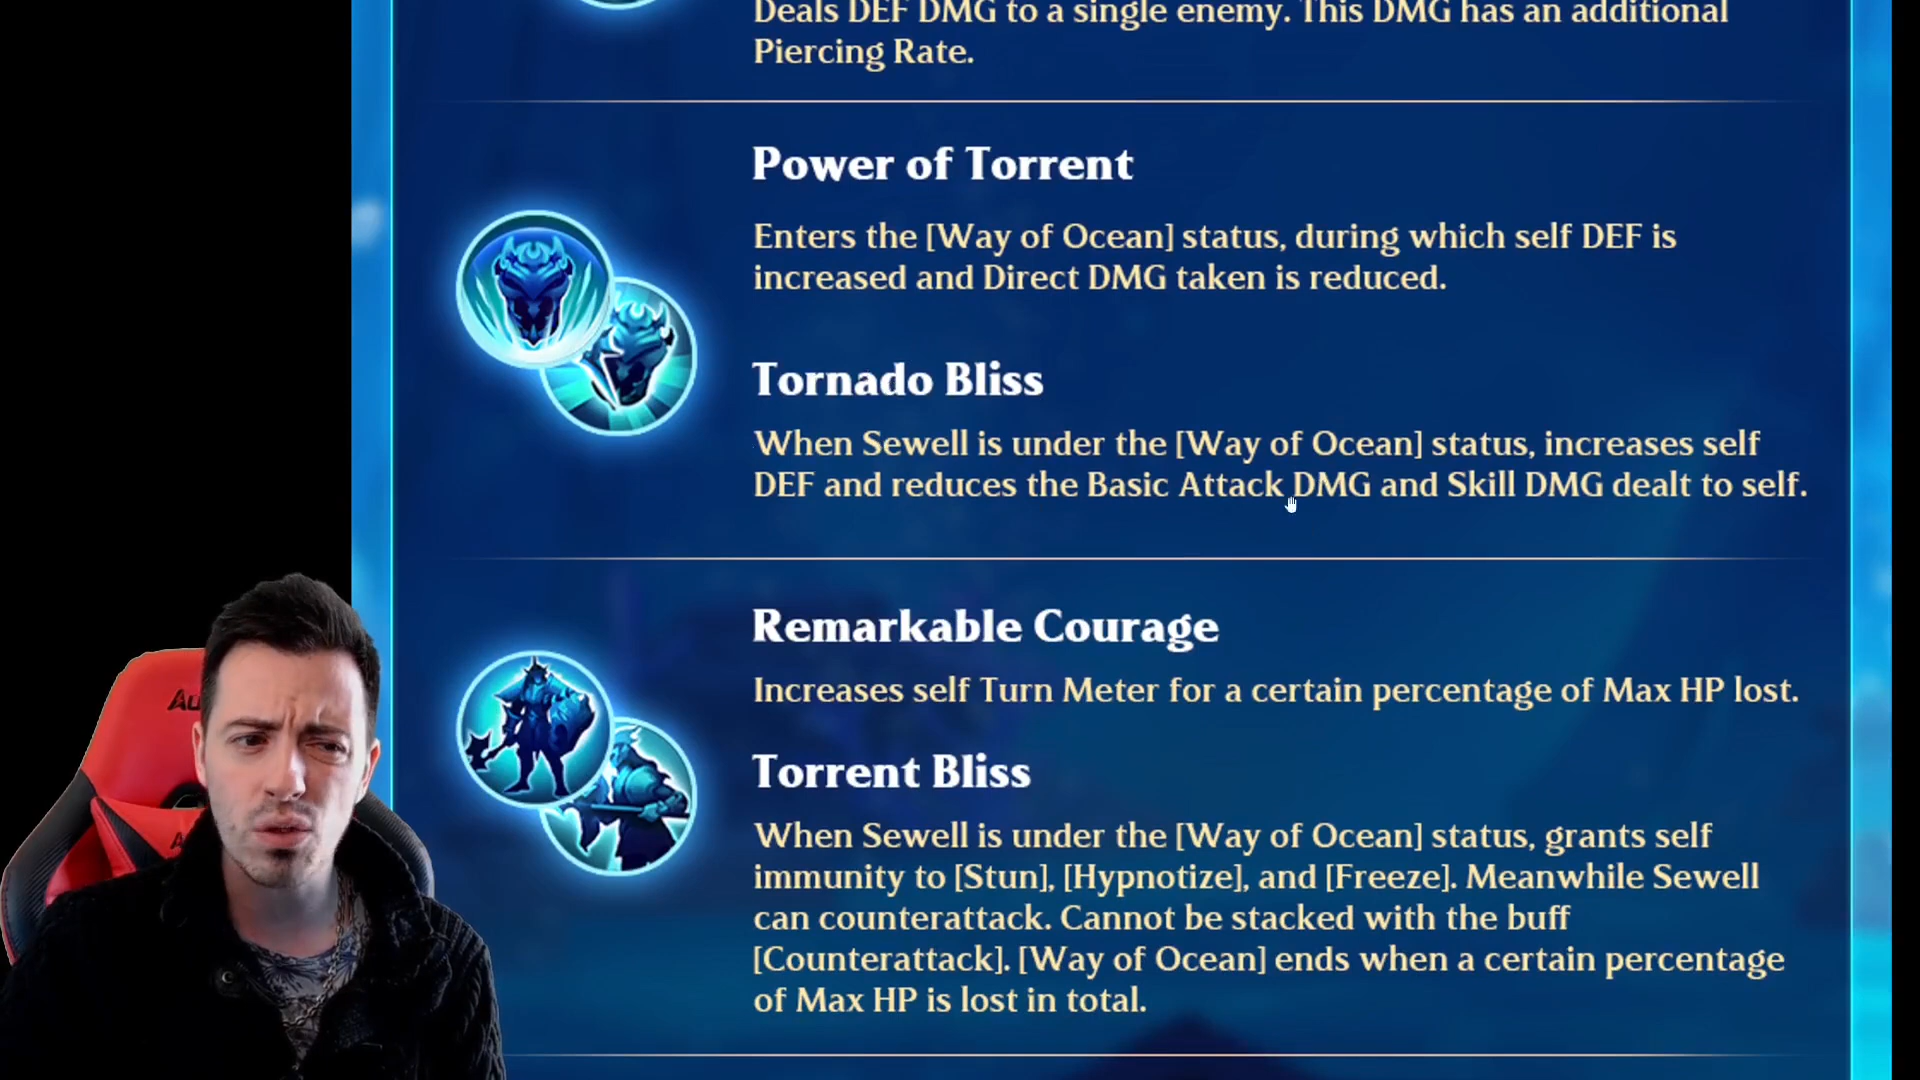 Deals DEF DMG to a single enemy. This DMG has an additional
Piercing Rate.
Power of Torrent
Enters the [Way of Ocean] status, during which self DEF is
increased and Direct DMG taken is reduced.
Tornado Bliss
When Sewell is under the [Way of Ocean] status, increases self
DEF and reduces the Basic Attack DMG and Skill DMG dealt to self.
Remarkable Courage
Increases self Turn Meter for a certain percentage of Max HP lost.
Torrent Bliss
When Sewell is under the [Way of Ocean] status, grants self
immunity to [Stun], [Hypnotize], and [Freeze]. Meanwhile Sewell
can counterattack. Cannot be stacked with the buff
[Counterattack]. [Way of Ocean] ends when a certain percentage
of Max HP is lost in total.